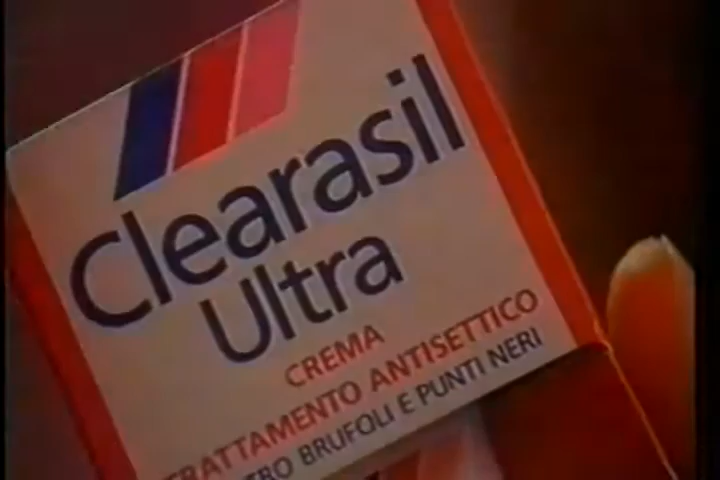 Clearasil
Ultra
CREMA
TRATTAMENTO ANTISETTICO
BRUFOLI E PUNTI NERI